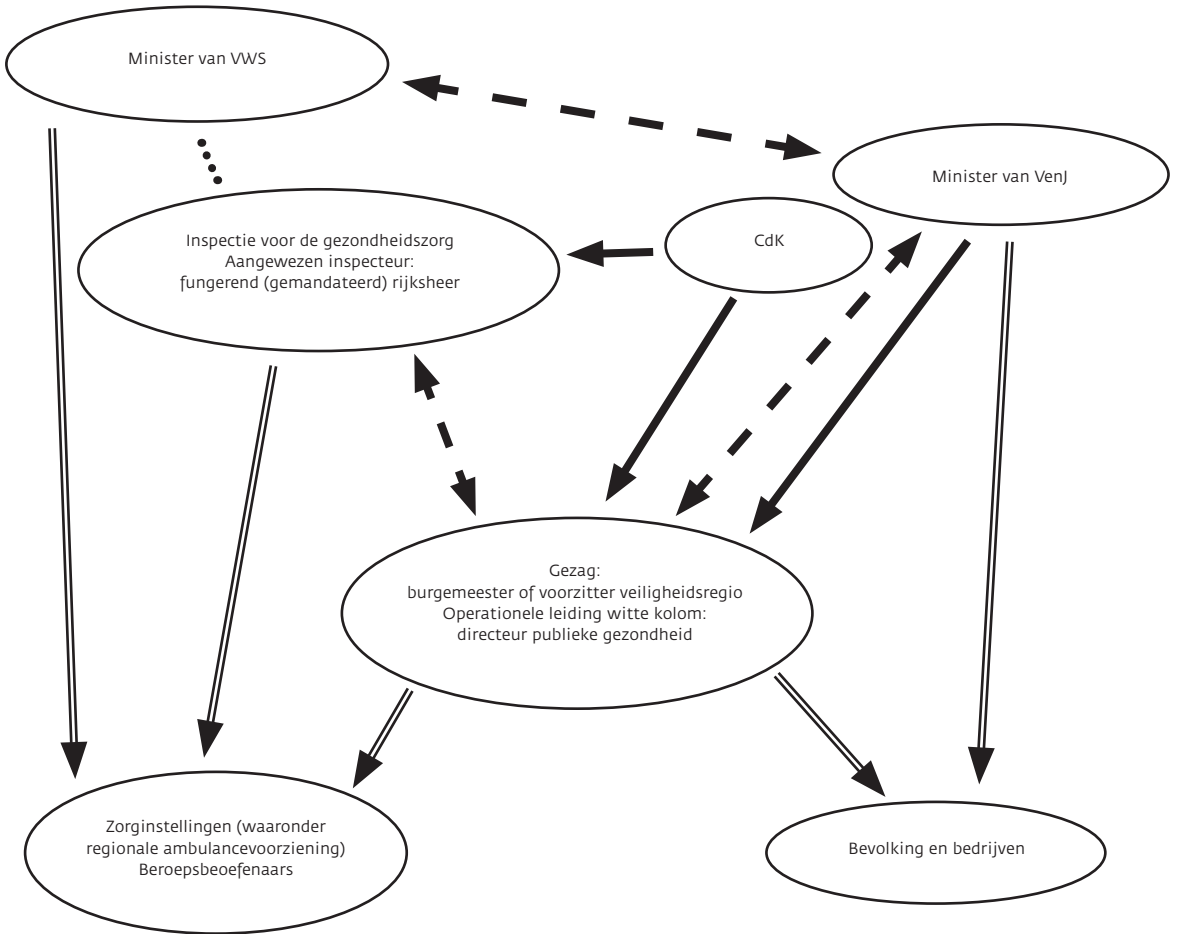 Minister van VWS
Minister van VenJ
CdK
Inspectie voor de gezondheidszorg
Aangewezen inspecteur:
fungerend (gemandateerd) rijksheer
Gezag:
burgemeester of voorzitter veiligheidsregio
Operationele leiding witte kolom:
directeur publieke gezondheid
Zorginstellingen (waaronder
regionale ambulancevoorziening)
Beroepsbeoefenaars
Bevolking en bedrijven